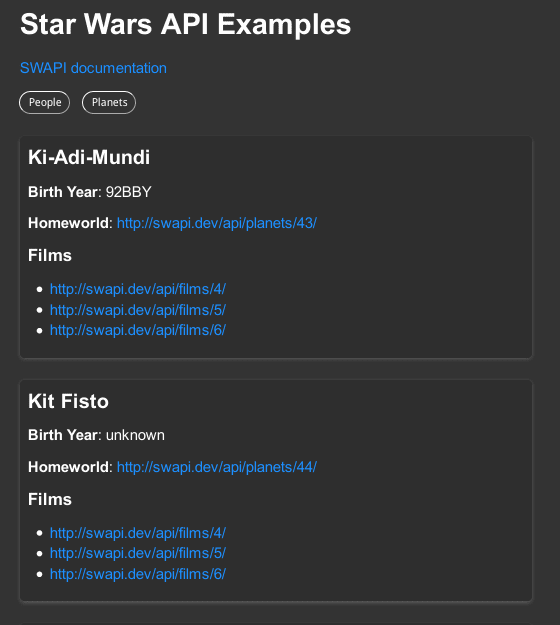 Star Wars API Examples
SWAPI documentation
People Planets
Ki-Adi-Mundi
Birth Year: 92BBY
Homeworld: http://swapi.dev/api/planets/43/
Films
• http://swapi.dev/api/films/4/
• http://swapi.dev/api/films/5/
• http://swapi.dev/api/films/6/
Kit Fisto
Birth Year: unknown
Homeworld: http://swapi.dev/api/planets/44/
Films
• http://swapi.dev/api/films/4/
• http://swapi.dev/api/films/5/
• http://swapi.dev/api/films/6/